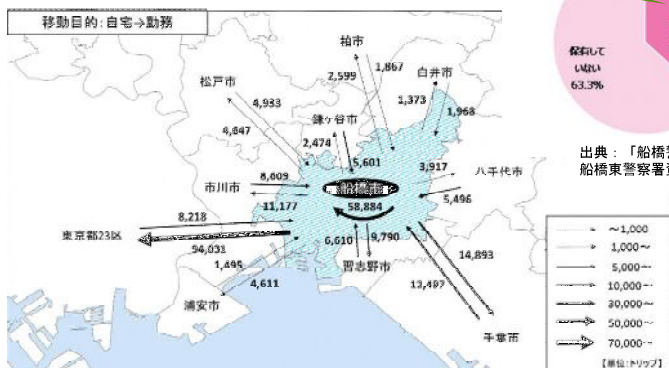 移動目的：自宅→勤務
柏市
2,599
1,867
白井市
松戸市
4,933
4,847
鎌ヶ谷市
1,373
1,968
2,474
5,601
3,917
八千代市
5,496
市川市
8,609
11,177
船橋市
58,884
東京都23区
8,218
94,031
6,610
9,790
習志野市
14,893
13,497
千葉市
1,495
4,611
浦安市
保有して
いない
63.3%
出典：「船橋
船橋東警察署
～1,000
1,000～
5,000～
10,000～
30,000～
50,000～
70,000～
【単位:トリップ】